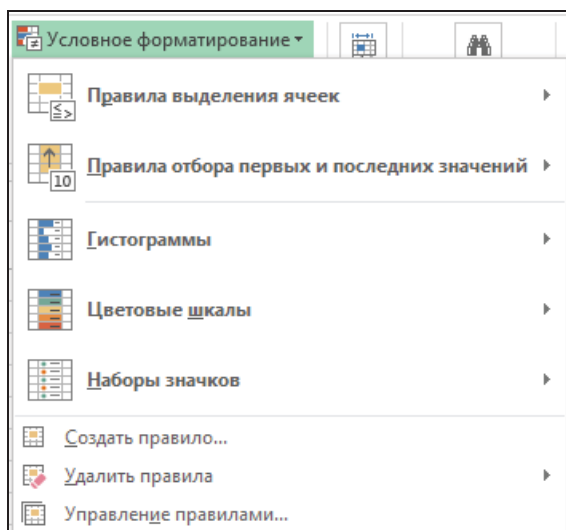 Условное форматирование
Правила выделения ячеек
Правила отбора первых и последних значений
10
Гистограммы
Цветовые шкалы
Наборы значков
Создать правило...
Удалить правила
Управление правилами...